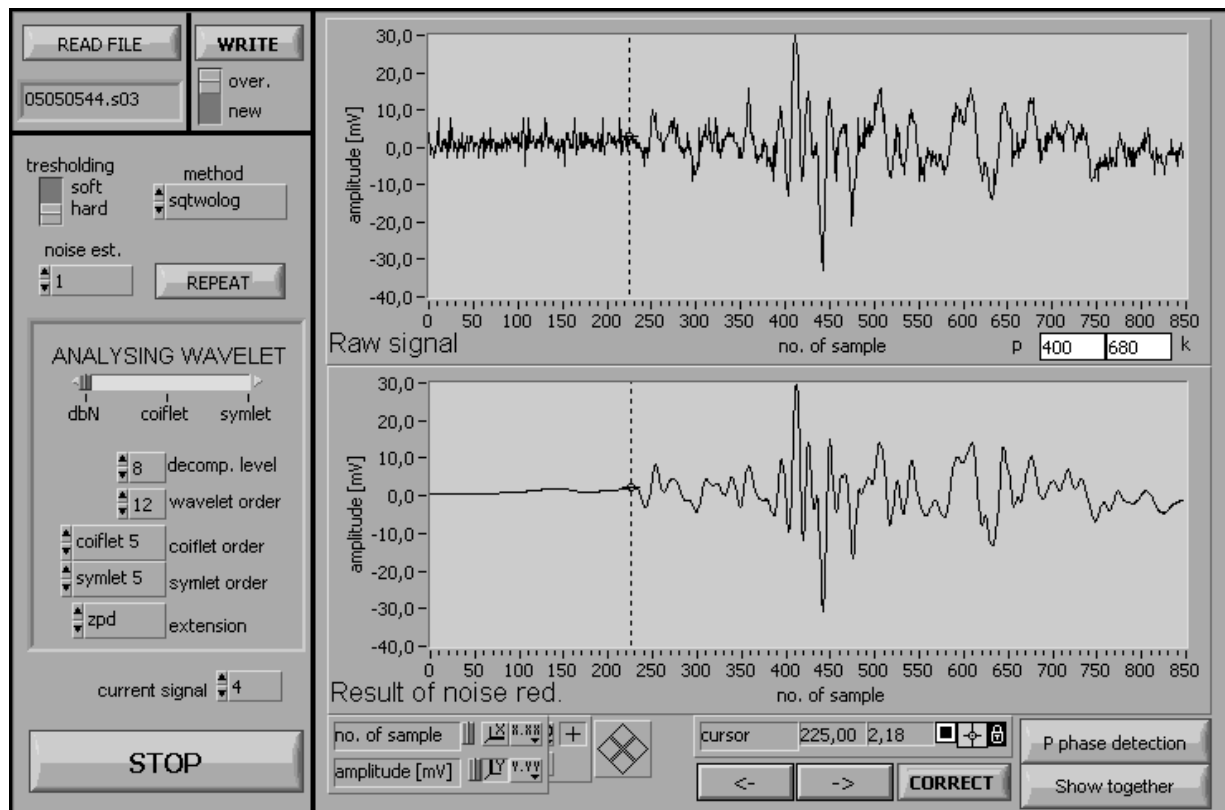 READ FILE
WRITE
05050544.s03
over.
new
tresholding
soft
hard
method
sqtwolog
noise est.
1
REPEAT
ANALYSING WAVELET
dbN coiflet symlet
8 decomp. level
12 wavelet order
coiflet 5 coiflet order
symlet 5 symlet order
zpd extension
current signal 4
STOP
30,0
20,0
10,0
0,0
-10,0
-20,0
-30,0
-40,0
amplitude [mV]
0 50 100 150 200 250 300 350 400 450 500 550 600 650 700 750 800 850
Raw signal
no. of sample
p 400 680 k
30,0
20,0
10,0
0,0
-10,0
-20,0
-30,0
-40,0
amplitude [mV]
0 50 100 150 200 250 300 350 400 450 500 550 600 650 700 750 800 850
Result of noise red.
no. of sample
no. of sample X 8.88 +
amplitude [mV] Y Y.YY
cursor 225,00 2,18
<- -> CORRECT
P phase detection
Show together